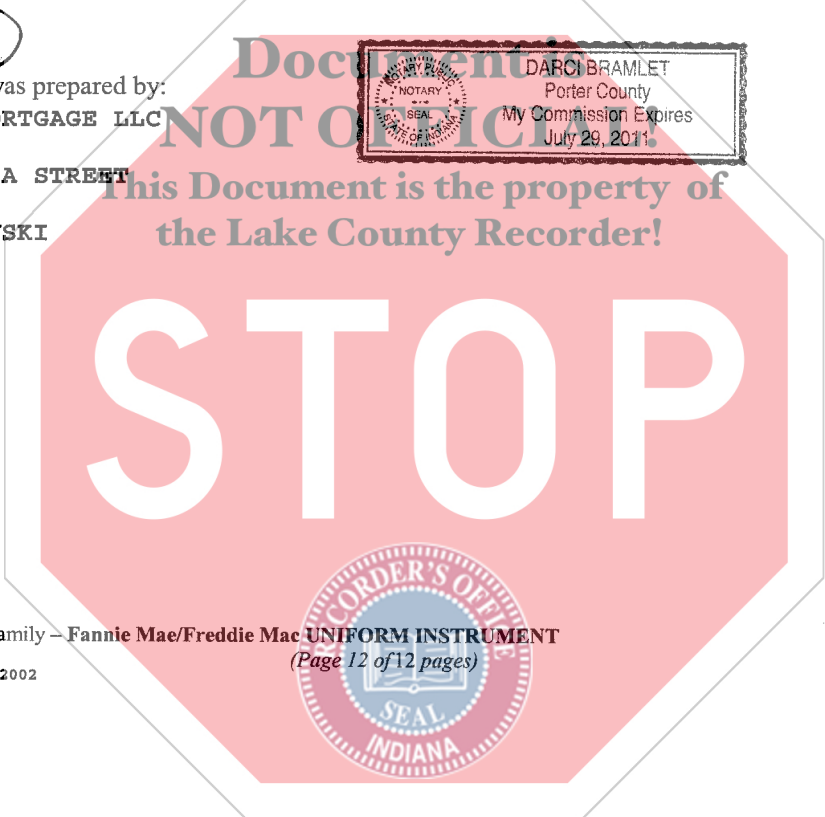 Document is
NOT OFFICIAL!
This Document is the property of
the Lake County Recorder!
was prepared by:
RTGAGE LLC
A STREET
SKI
NOTARY PUBLIC
NOTARY
SEAL
STATE OF INDIANA
DARCI BRAMLET
Porter County
My Commission Expires
July 29, 2011
STOP
amily – Fannie Mae/Freddie Mac UNIFORM INSTRUMENT
(Page 12 of 12 pages)
2002
RECORDER'S OFFICE
SEAL
INDIANA